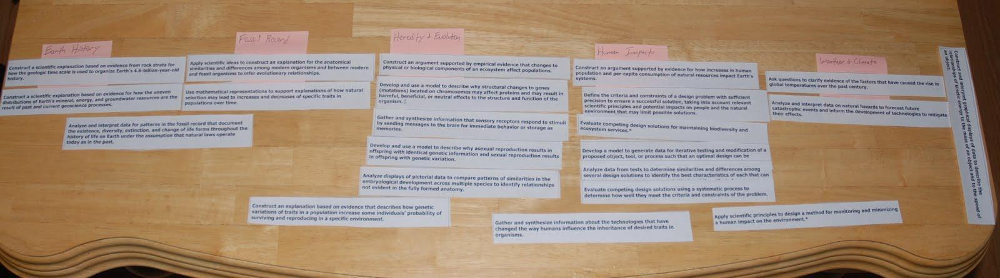 Earth History
Construct a scientific explanation based on evidence from rock strata for
how the geologic time scale is used to organize Earth's 4.6-billion-year-old
history.
Construct a scientific explanation based on evidence for how the uneven
distributions of Earth's mineral, energy, and groundwater resources are the
result of past and current geoscience processes.
Analyze and interpret data for patterns in the fossil record that document
the existence, diversity, extinction, and change of life forms throughout the
history of life on Earth under the assumption that natural laws operate
today as in the past.
Fossil Record
Apply scientific ideas to construct an explanation for the anatomical
similarities and differences among modern organisms and between modern
and fossil organisms to infer evolutionary relationships.
Use mathematical representations to support explanations of how natural
selection may lead to increases and decreases of specific traits in
populations over time.
Heredity & Evolution
Construct an argument supported by empirical evidence that changes to
physical or biological components of an ecosystem affect populations.
Develop and use a model to describe why structural changes to genes
(mutations) located on chromosomes may affect proteins and may result in
harmful, beneficial, or neutral effects to the structure and function of the
organism. [
Gather and synthesize information that sensory receptors respond to stimuli
by sending messages to the brain for immediate behavior or storage as
memories.
Develop and use a model to describe why asexual reproduction results in
offspring with identical genetic information and sexual reproduction results
in offspring with genetic variation.
Analyze displays of pictorial data to compare patterns of similarities in the
embryological development across multiple species to identify relationships
not evident in the fully formed anatomy.
Construct an explanation based on evidence that describes how genetic
variations of traits in a population increase some individuals' probability of
surviving and reproducing in a specific environment.
Human Impacts
Construct an argument supported by evidence for how increases in human
population and per-capita consumption of natural resources impact Earth's
systems.
Define the criteria and constraints of a design problem with sufficient
precision to ensure a successful solution, taking into account relevant
scientific principles and potential impacts on people and the natural
environment that may limit possible solutions.
Evaluate competing design solutions for maintaining biodiversity and
ecosystem services.*
Develop a model to generate data for iterative testing and modification of a
proposed object, tool, or process such that an optimal design can be
Analyze data from tests to determine similarities and differences among
several design solutions to identify the best characteristics of each that can
Evaluate competing design solutions using a systematic process to
determine how well they meet the criteria and constraints of the problem.
Gather and synthesize information about the technologies that have
changed the way humans influence the inheritance of desired traits in
organisms.
Weather & Climate
Ask questions to clarify evidence of the factors that have caused the rise in
global temperatures over the past century.
Analyze and interpret data on natural hazards to forecast future
catastrophic events and inform the development of technologies to mitigate
their effects.
Apply scientific principles to design a method for monitoring and minimizing
a human impact on the environment.*
Construct and interpret graphical displays of data to describe the
relationships of kinetic energy to the mass of an object and to the speed of
an object.